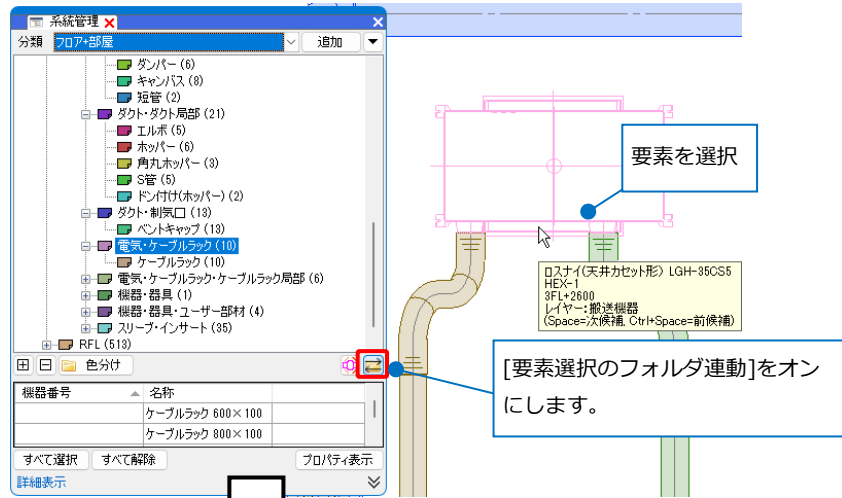 系統管理
分類 フロア+部屋 追加
ダンパー (6)
キャンバス (8)
短管 (2)
ダクト・ダクト局部 (21)
エルボ (5)
ホッパー (6)
角丸ホッパー (3)
S管 (5)
ドン付け(ホッパー) (2)
ダクト・制気口 (13)
ベントキャップ (13)
電気・ケーブルラック (10)
ケーブルラック (10)
電気・ケーブルラック・ケーブルラック局部 (6)
機器・器具 (1)
機器・器具・ユーザー部材 (4)
スリーブ・インサート (35)
RFL (513)
色分け
機器番号 名称
ケーブルラック 600×100
ケーブルラック 800×100
すべて選択 すべて解除 プロパティ表示
詳細表示
要素を選択
ロスナイ(天井カセット形) LGH-35CS5
HEX-1
3FL+2600
レイヤー：搬送機器
(Space=次候補, Ctrl+Space=前候補)
[要素選択のフォルダ連動]をオン
にします。